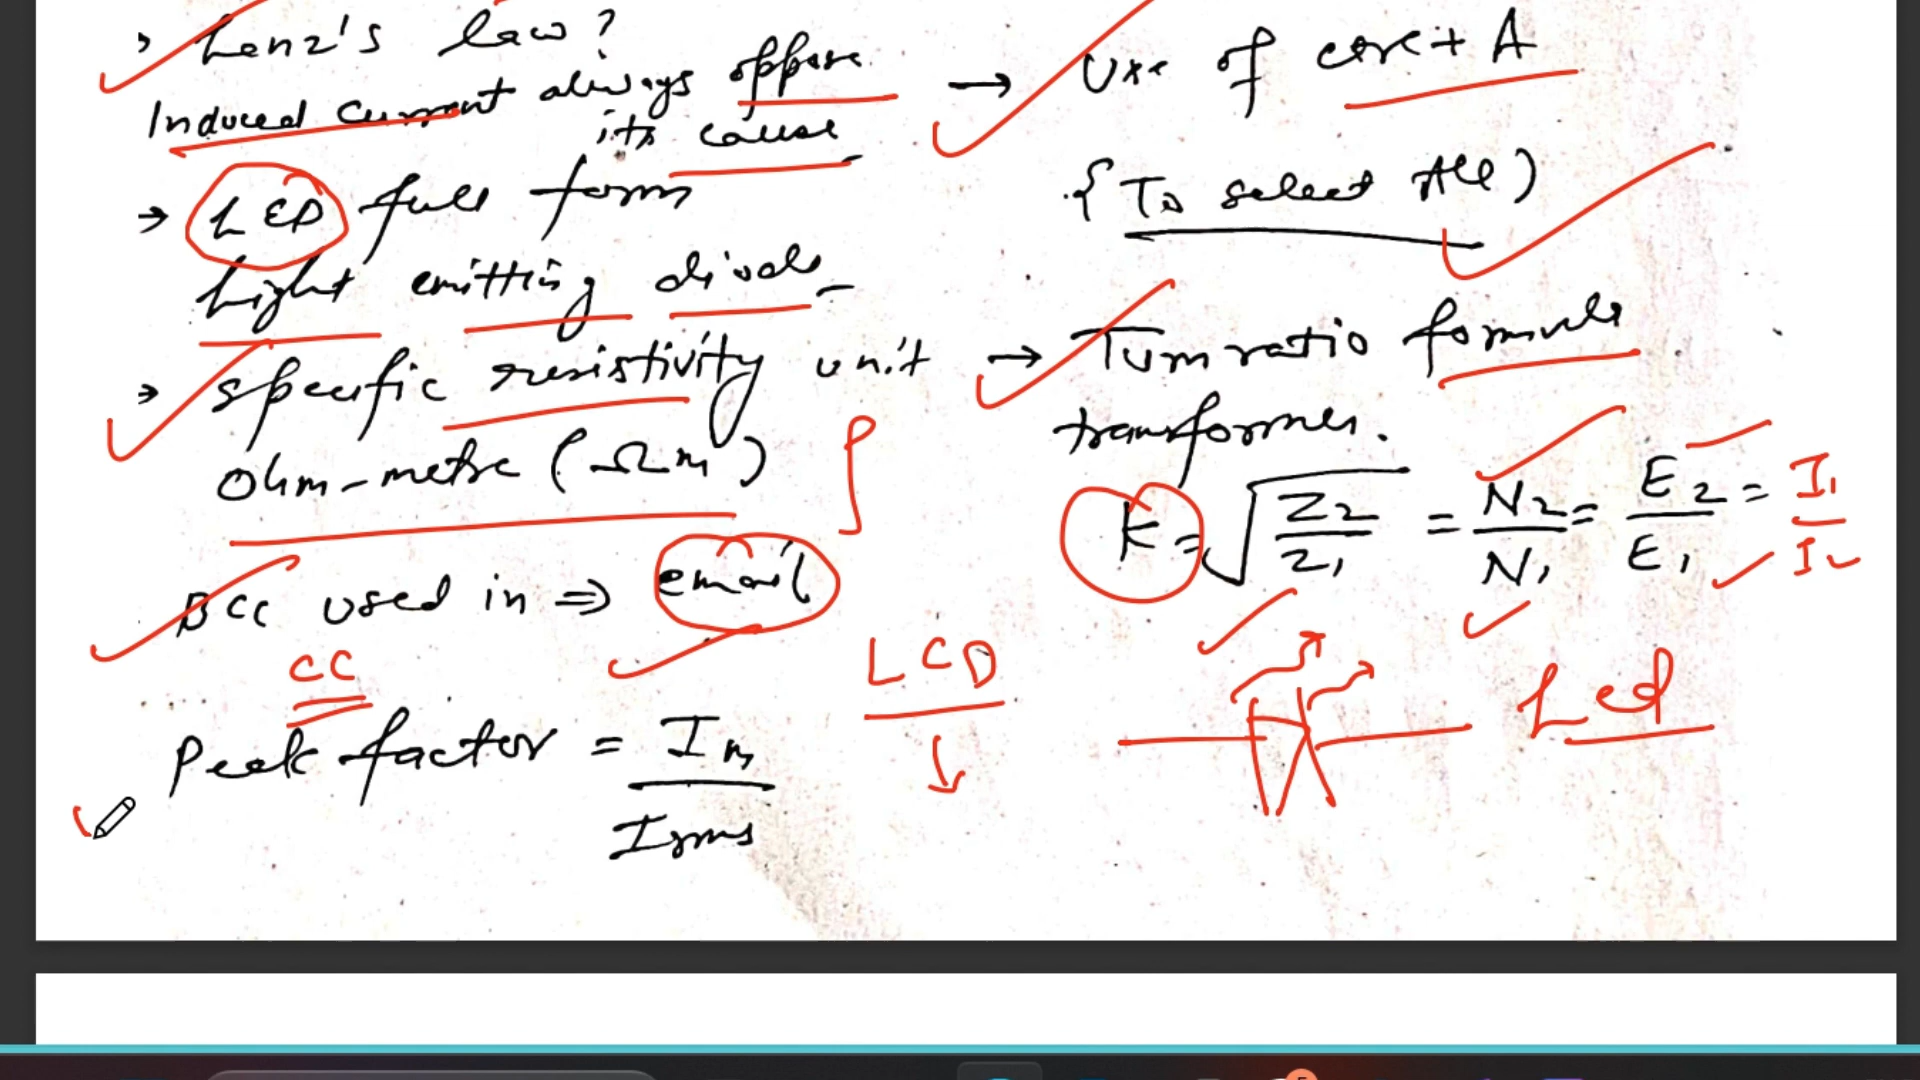 → Lenz's law?
Induced Current always oppose
its cause
→ LED full form
Light emitting diode
→ specific resistivity unit
Ohm-metre (Ωm) ρ
BCC used in ⇒ email
CC
LCD
↓
Peak factor = Im / Irms
→ Use of ctrl + A
{To select All)
→ Turn ratio formula
transformer.
K = √(Z2/Z1) = N2/N1 = E2/E1 = I1/I2
Led